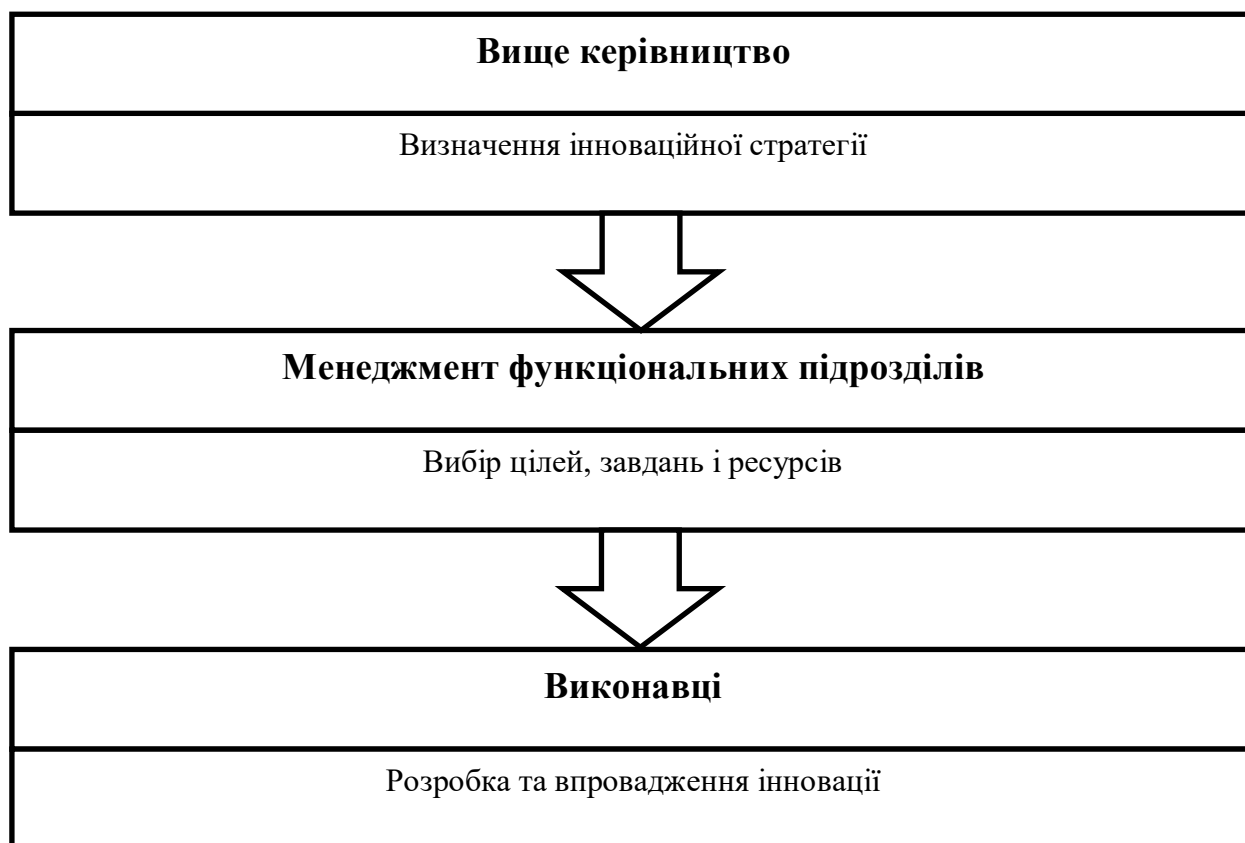 Вище керівництво
Визначення інноваційної стратегії
Менеджмент функціональних підрозділів
Вибір цілей, завдань і ресурсів
Виконавці
Розробка та впровадження інновації